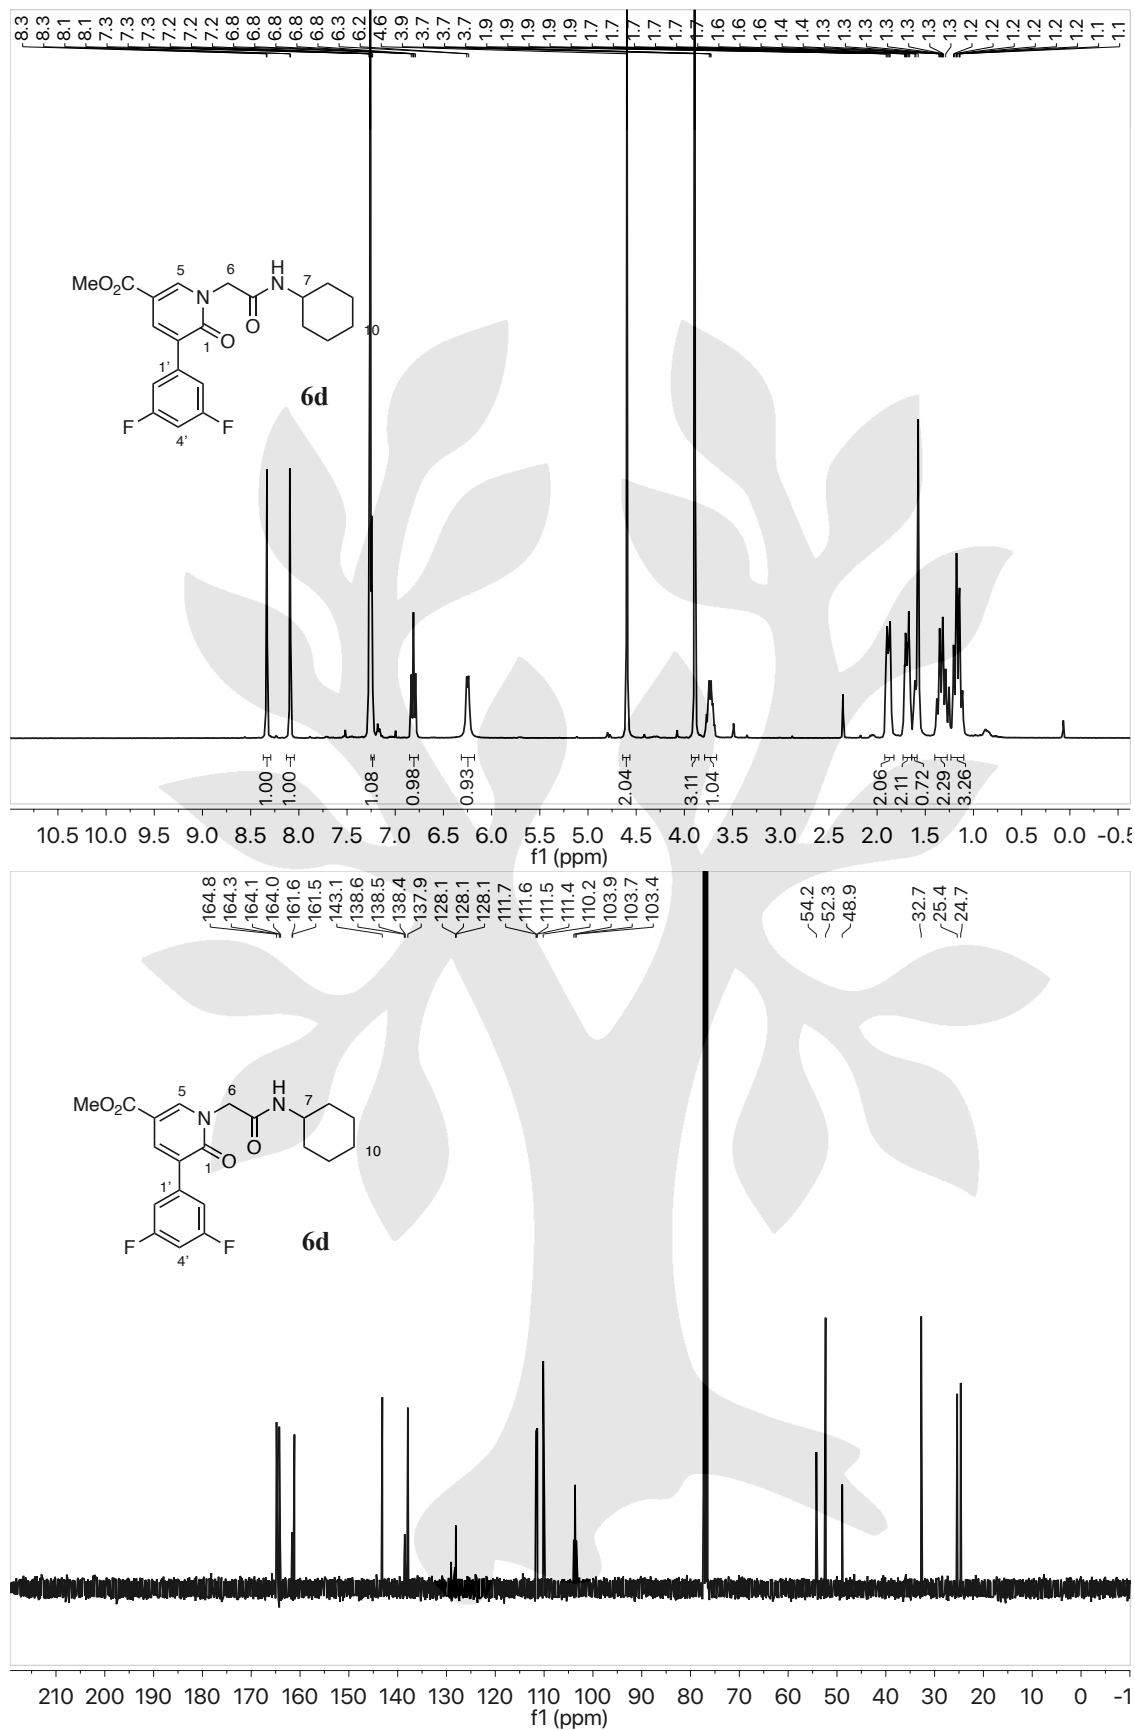 8.3 8.3 8.1 8.1 7.3 7.3 7.3 7.2 7.2 7.2 6.8 6.8 6.8 6.8 6.8 6.3 6.2 4.6 3.9 3.7 3.7 3.7 1.9 1.9 1.9 1.9 1.9 1.7 1.7 1.7 1.7 1.7 1.7 1.6 1.6 1.6 1.4 1.4 1.3 1.3 1.3 1.3 1.3 1.3 1.3 1.2 1.2 1.2 1.2 1.2 1.2 1.1 1.1
H
5 6 N 7
MeO₂C N
O 10
1 O
1'
6d
F F
4'
1.00 1.00 1.08 0.98 0.93 2.04 3.11 1.04 2.06 2.11 0.72 2.29 3.26
10.5 10.0 9.5 9.0 8.5 8.0 7.5 7.0 6.5 6.0 5.5 5.0 4.5 4.0 3.5 3.0 2.5 2.0 1.5 1.0 0.5 0.0 -0.5
f1 (ppm)
164.8 164.3 164.1 164.0 161.6 161.5 143.1 138.6 138.5 138.4 137.9 128.1 128.1 128.1 111.7 111.6 111.5 111.4 110.2 103.9 103.7 103.4 54.2 52.3 48.9 32.7 25.4 24.7
H
5 6 N 7
MeO₂C N
O 10
1 O
1'
6d
F F
4'
210 200 190 180 170 160 150 140 130 120 110 100 90 80 70 60 50 40 30 20 10 0 -1
f1 (ppm)